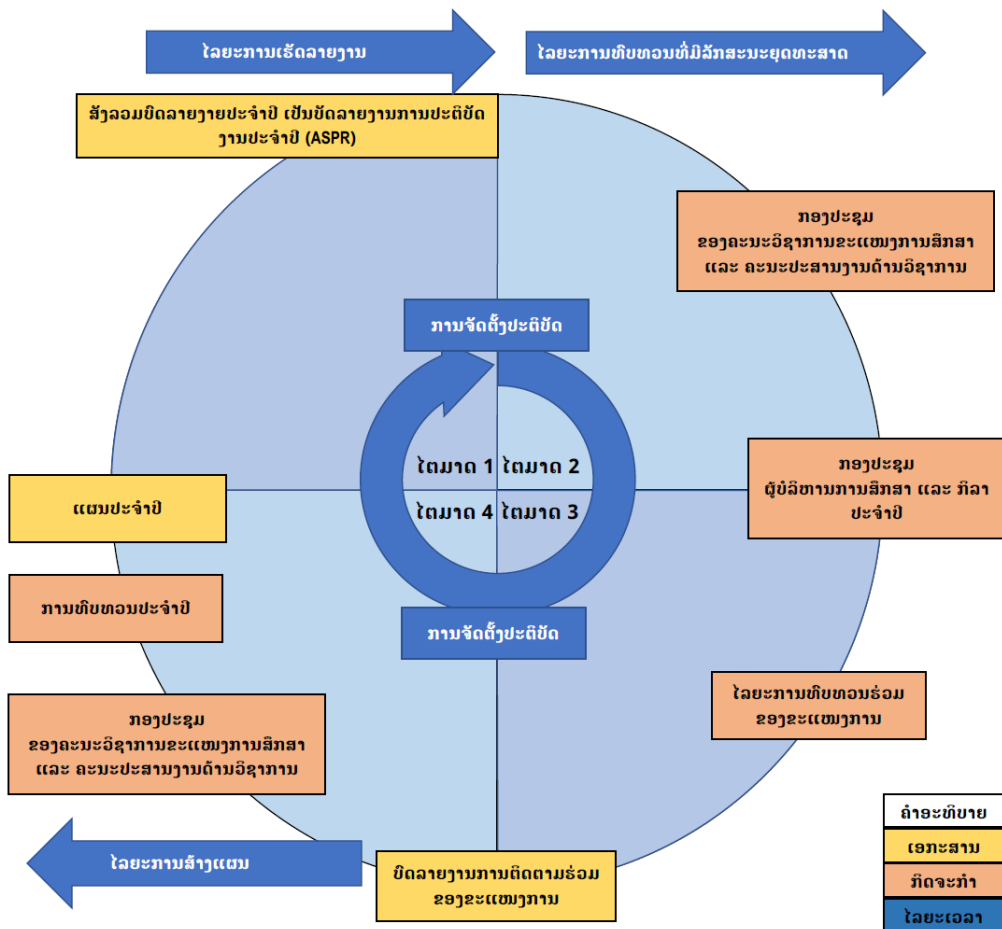 ໄລຍະການເຮັດລາຍງານ
ໄລຍະການທົບທວນທີ່ມີລັກສະນະຍຸດທະສາດ
ສັງລວມບົດລາຍງາຍປະຈຳປີ ເປັນບັດລາຍງານການປະຕິບັດ
ງານປະຈຳປີ (ASPR)
ກອງປະຊຸມ
ຂອງຄະນະວິຊາການຂະແໜງການສຶກສາ
ແລະ ຄະນະປະສານງານດ້ານວິຊາການ
ການຈັດຕັ້ງປະຕິບັດ
ໄຕມາດ 1 ໄຕມາດ 2
ໄຕມາດ 4 ໄຕມາດ 3
ກອງປະຊຸມ
ຜູ້ບໍລິຫານການສຶກສາ ແລະ ກິລາ
ປະຈຳປີ
ແຜນປະຈຳປີ
ການທົບທວນປະຈຳປີ
ການຈັດຕັ້ງປະຕິບັດ
ໄລຍະການທົບທວນຮ່ວມ
ຂອງຂະແໜງການ
ກອງປະຊຸມ
ຂອງຄະນະວິຊາການຂະແໜງການສຶກສາ
ແລະ ຄະນະປະສານງານດ້ານວິຊາການ
ໄລຍະການສ້າງແຜນ
ບົດລາຍງານການຕິດຕາມຮ່ວມ
ຂອງຂະແໜງການ
ຄຳອະທິບາຍ
ເອກະສານ
ກິດຈະກຳ
ໄລຍະເວລາ